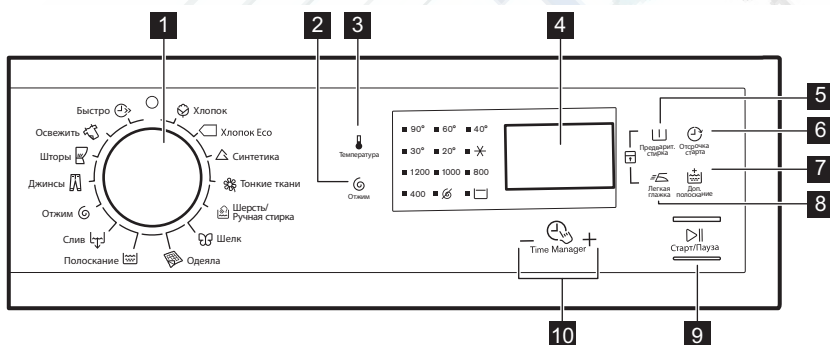 1
2
3
4
5
6
7
8
9
10
Быстро
Освежить
Шторы
Джинсы
Отжим
Слив
Полоскание
Хлопок
Хлопок Eco
Синтетика
Тонкие ткани
Шерсть/
Ручная стирка
Шелк
Одеяла
Температура
Отжим
90° 60° 40°
30° 20°
1200 1000 800
400
Предварит.
стирка
Отсрочка
старта
Легкая
глажка
Доп.
полоскание
− Time Manager +
Старт/Пауза